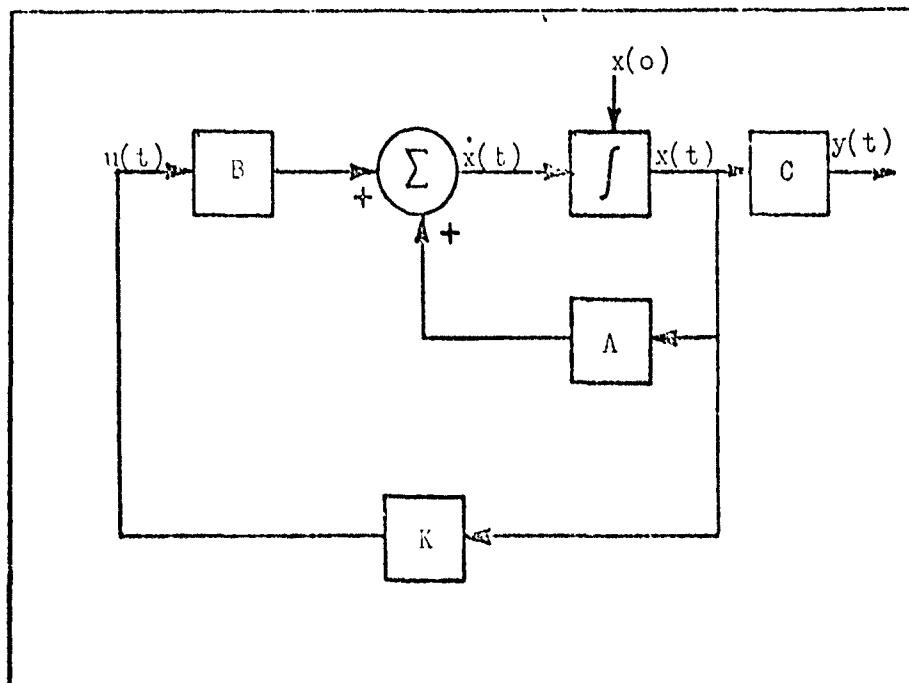 x(o)
u(t)
B
Σ
ẋ(t)
∫
x(t)
C
y(t)
+
+
A
K